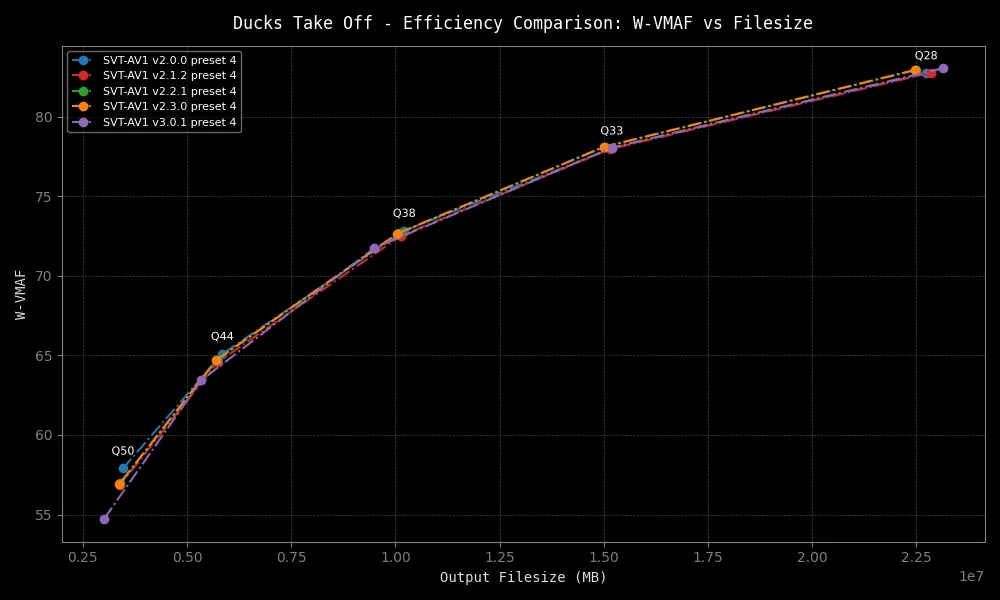 Ducks Take Off - Efficiency Comparison: W-VMAF vs Filesize
SVT-AV1 v2.0.0 preset 4
SVT-AV1 v2.1.2 preset 4
SVT-AV1 v2.2.1 preset 4
SVT-AV1 v2.3.0 preset 4
SVT-AV1 v3.0.1 preset 4
Q28
Q33
Q38
Q44
Q50
W-VMAF
80
75
70
65
60
55
0.25 0.50 0.75 1.00 1.25 1.50 1.75 2.00 2.25
1e7
Output Filesize (MB)